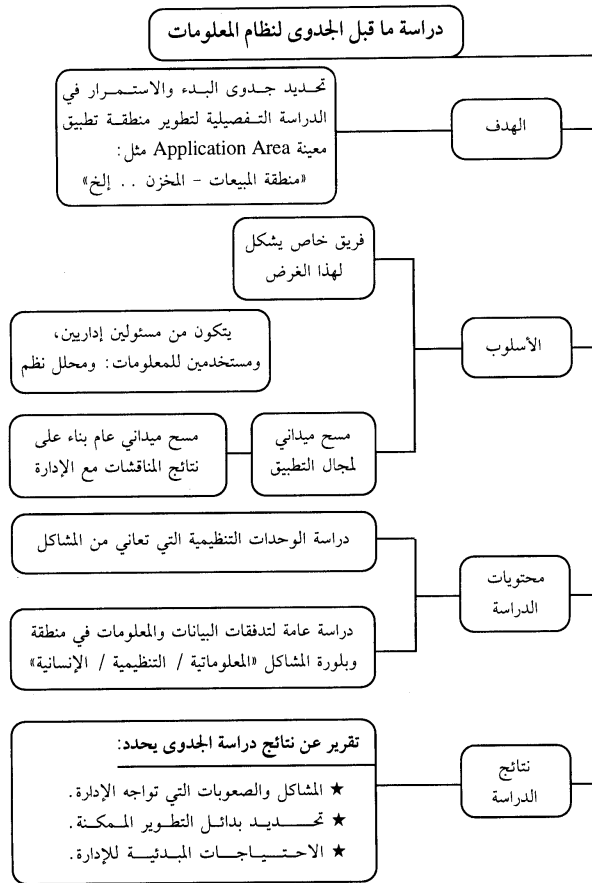 دراسة ما قبل الجدوى لنظام المعلومات
الهدف
تحديد جدوى البدء والاستمرار في
الدراسة التفصيلية لتطوير منطقة تطبيق
معينة Application Area مثل:
«منطقة المبيعات - المخزن .. إلخ»
الأسلوب
فريق خاص يشكل
لهذا الغرض
يتكون من مسئولين إداريين،
ومستخدمين للمعلومات: ومحلل نظم
مسح ميداني
لمجال التطبيق
مسح ميداني عام بناء على
نتائج المناقشات مع الإدارة
محتويات
الدراسة
دراسة الوحدات التنظيمية التي تعاني من المشاكل
دراسة عامة لتدفقات البيانات والمعلومات في منطقة
وبلورة المشاكل «المعلوماتية / التنظيمية / الإنسانية»
نتائج
الدراسة
تقرير عن نتائج دراسة الجدوى يحدد:
★ المشاكل والصعوبات التي تواجه الإدارة.
★ تحديد بدائل التطوير الممكنة.
★ الاحتياجات المبدئية للإدارة.